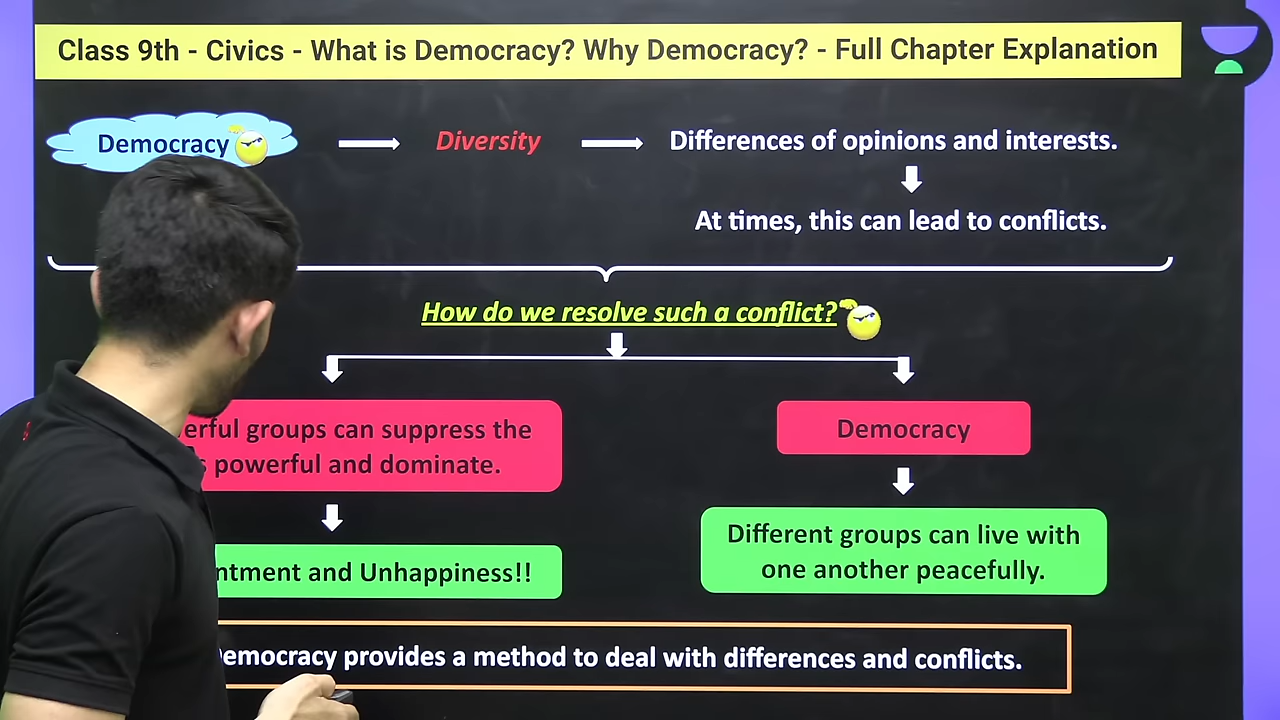 Class 9th - Civics - What is Democracy? Why Democracy? - Full Chapter Explanation
Democracy
Diversity
Differences of opinions and interests.
At times, this can lead to conflicts.
How do we resolve such a conflict?
groups can suppress the
powerful and dominate.
Democracy
and Unhappiness!!
Different groups can live with
one another peacefully.
Democracy provides a method to deal with differences and conflicts.